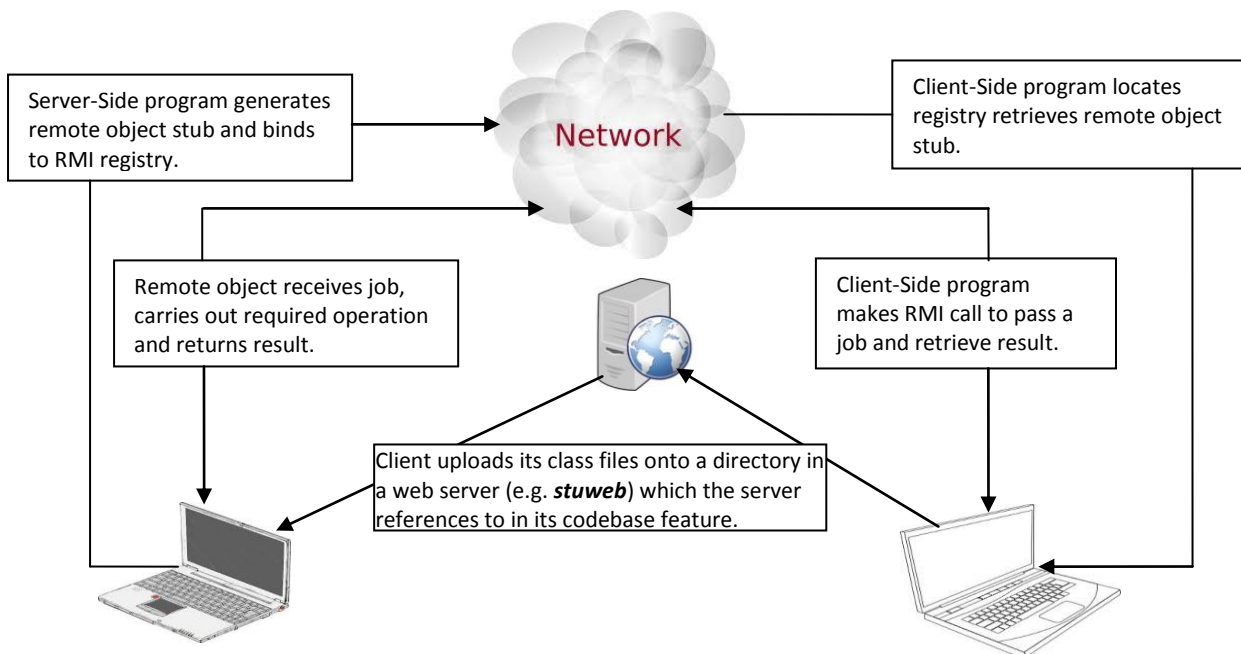 Server-Side program generates
remote object stub and binds
to RMI registry.
Network
Client-Side program locates
registry retrieves remote object
stub.
Remote object receives job,
carries out required operation
and returns result.
Client-Side program
makes RMI call to pass a
job and retrieve result.
Client uploads its class files onto a directory in
a web server (e.g. stuweb) which the server
references to in its codebase feature.